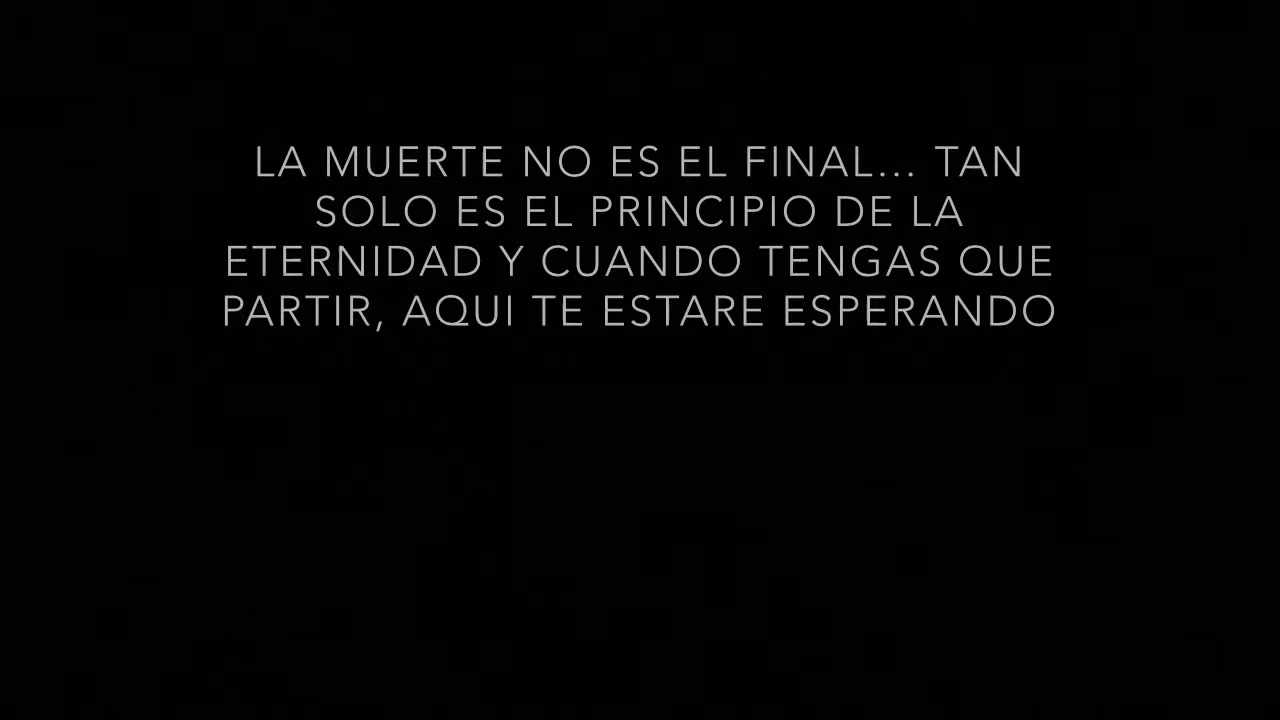 LA MUERTE NO ES EL FINAL... TAN
SOLO ES EL PRINCIPIO DE LA
ETERNIDAD Y CUANDO TENGAS QUE
PARTIR, AQUI TE ESTARE ESPERANDO